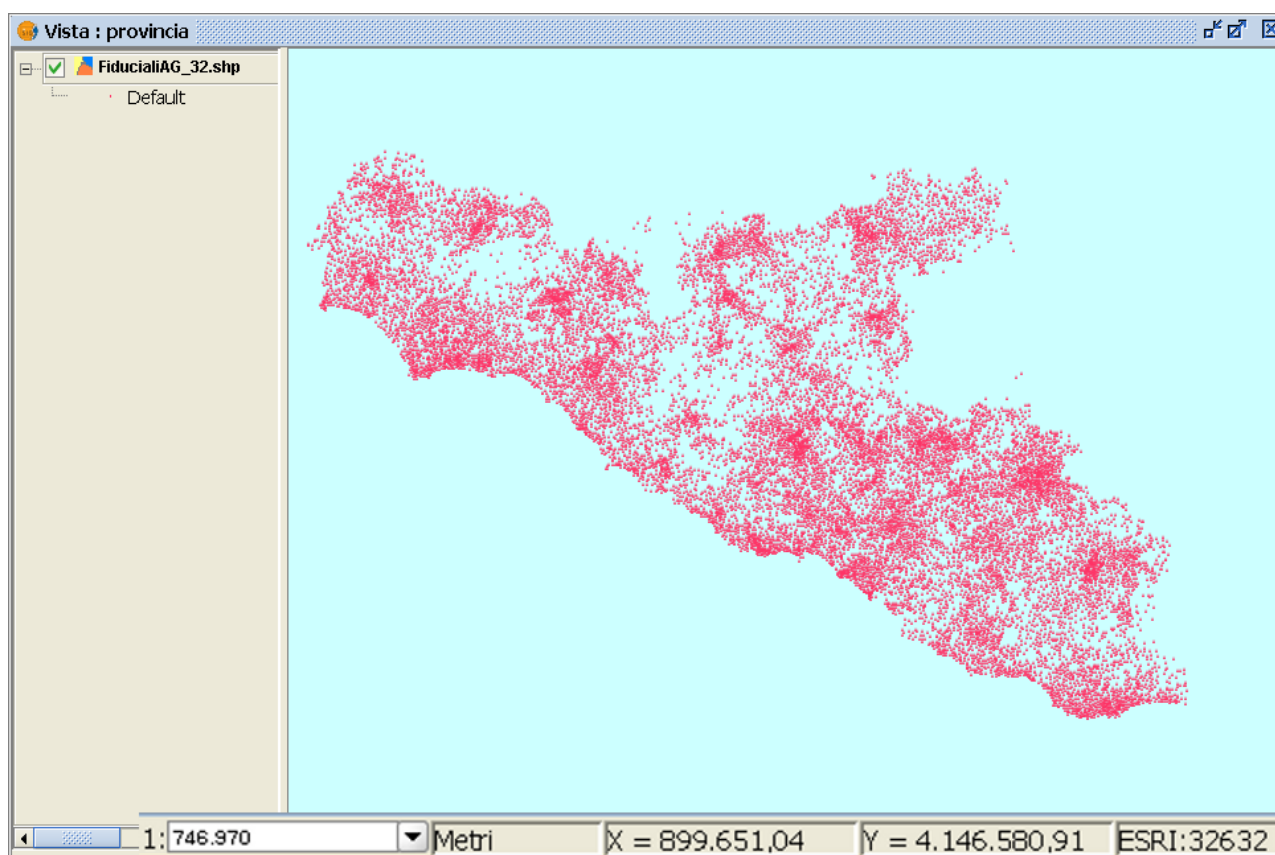 Vista : provincia
FiducialiAG_32.shp
Default
1: 746.970 Metri X = 899.651,04 Y = 4.146.580,91 ESRI:32632